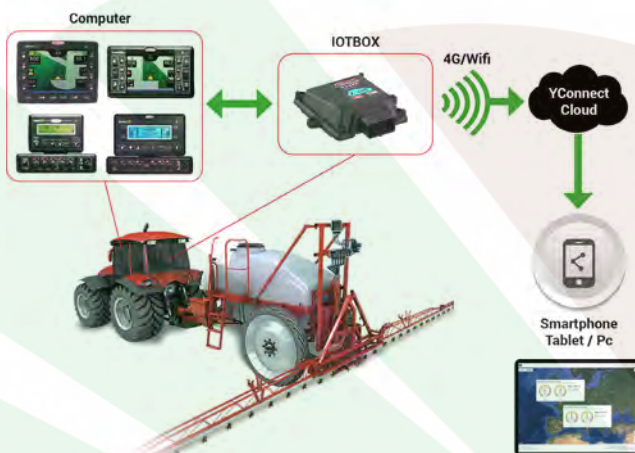 Computer
IOTBOX
4G/Wifi
YConnect
Cloud
Smartphone
Tablet / Pc